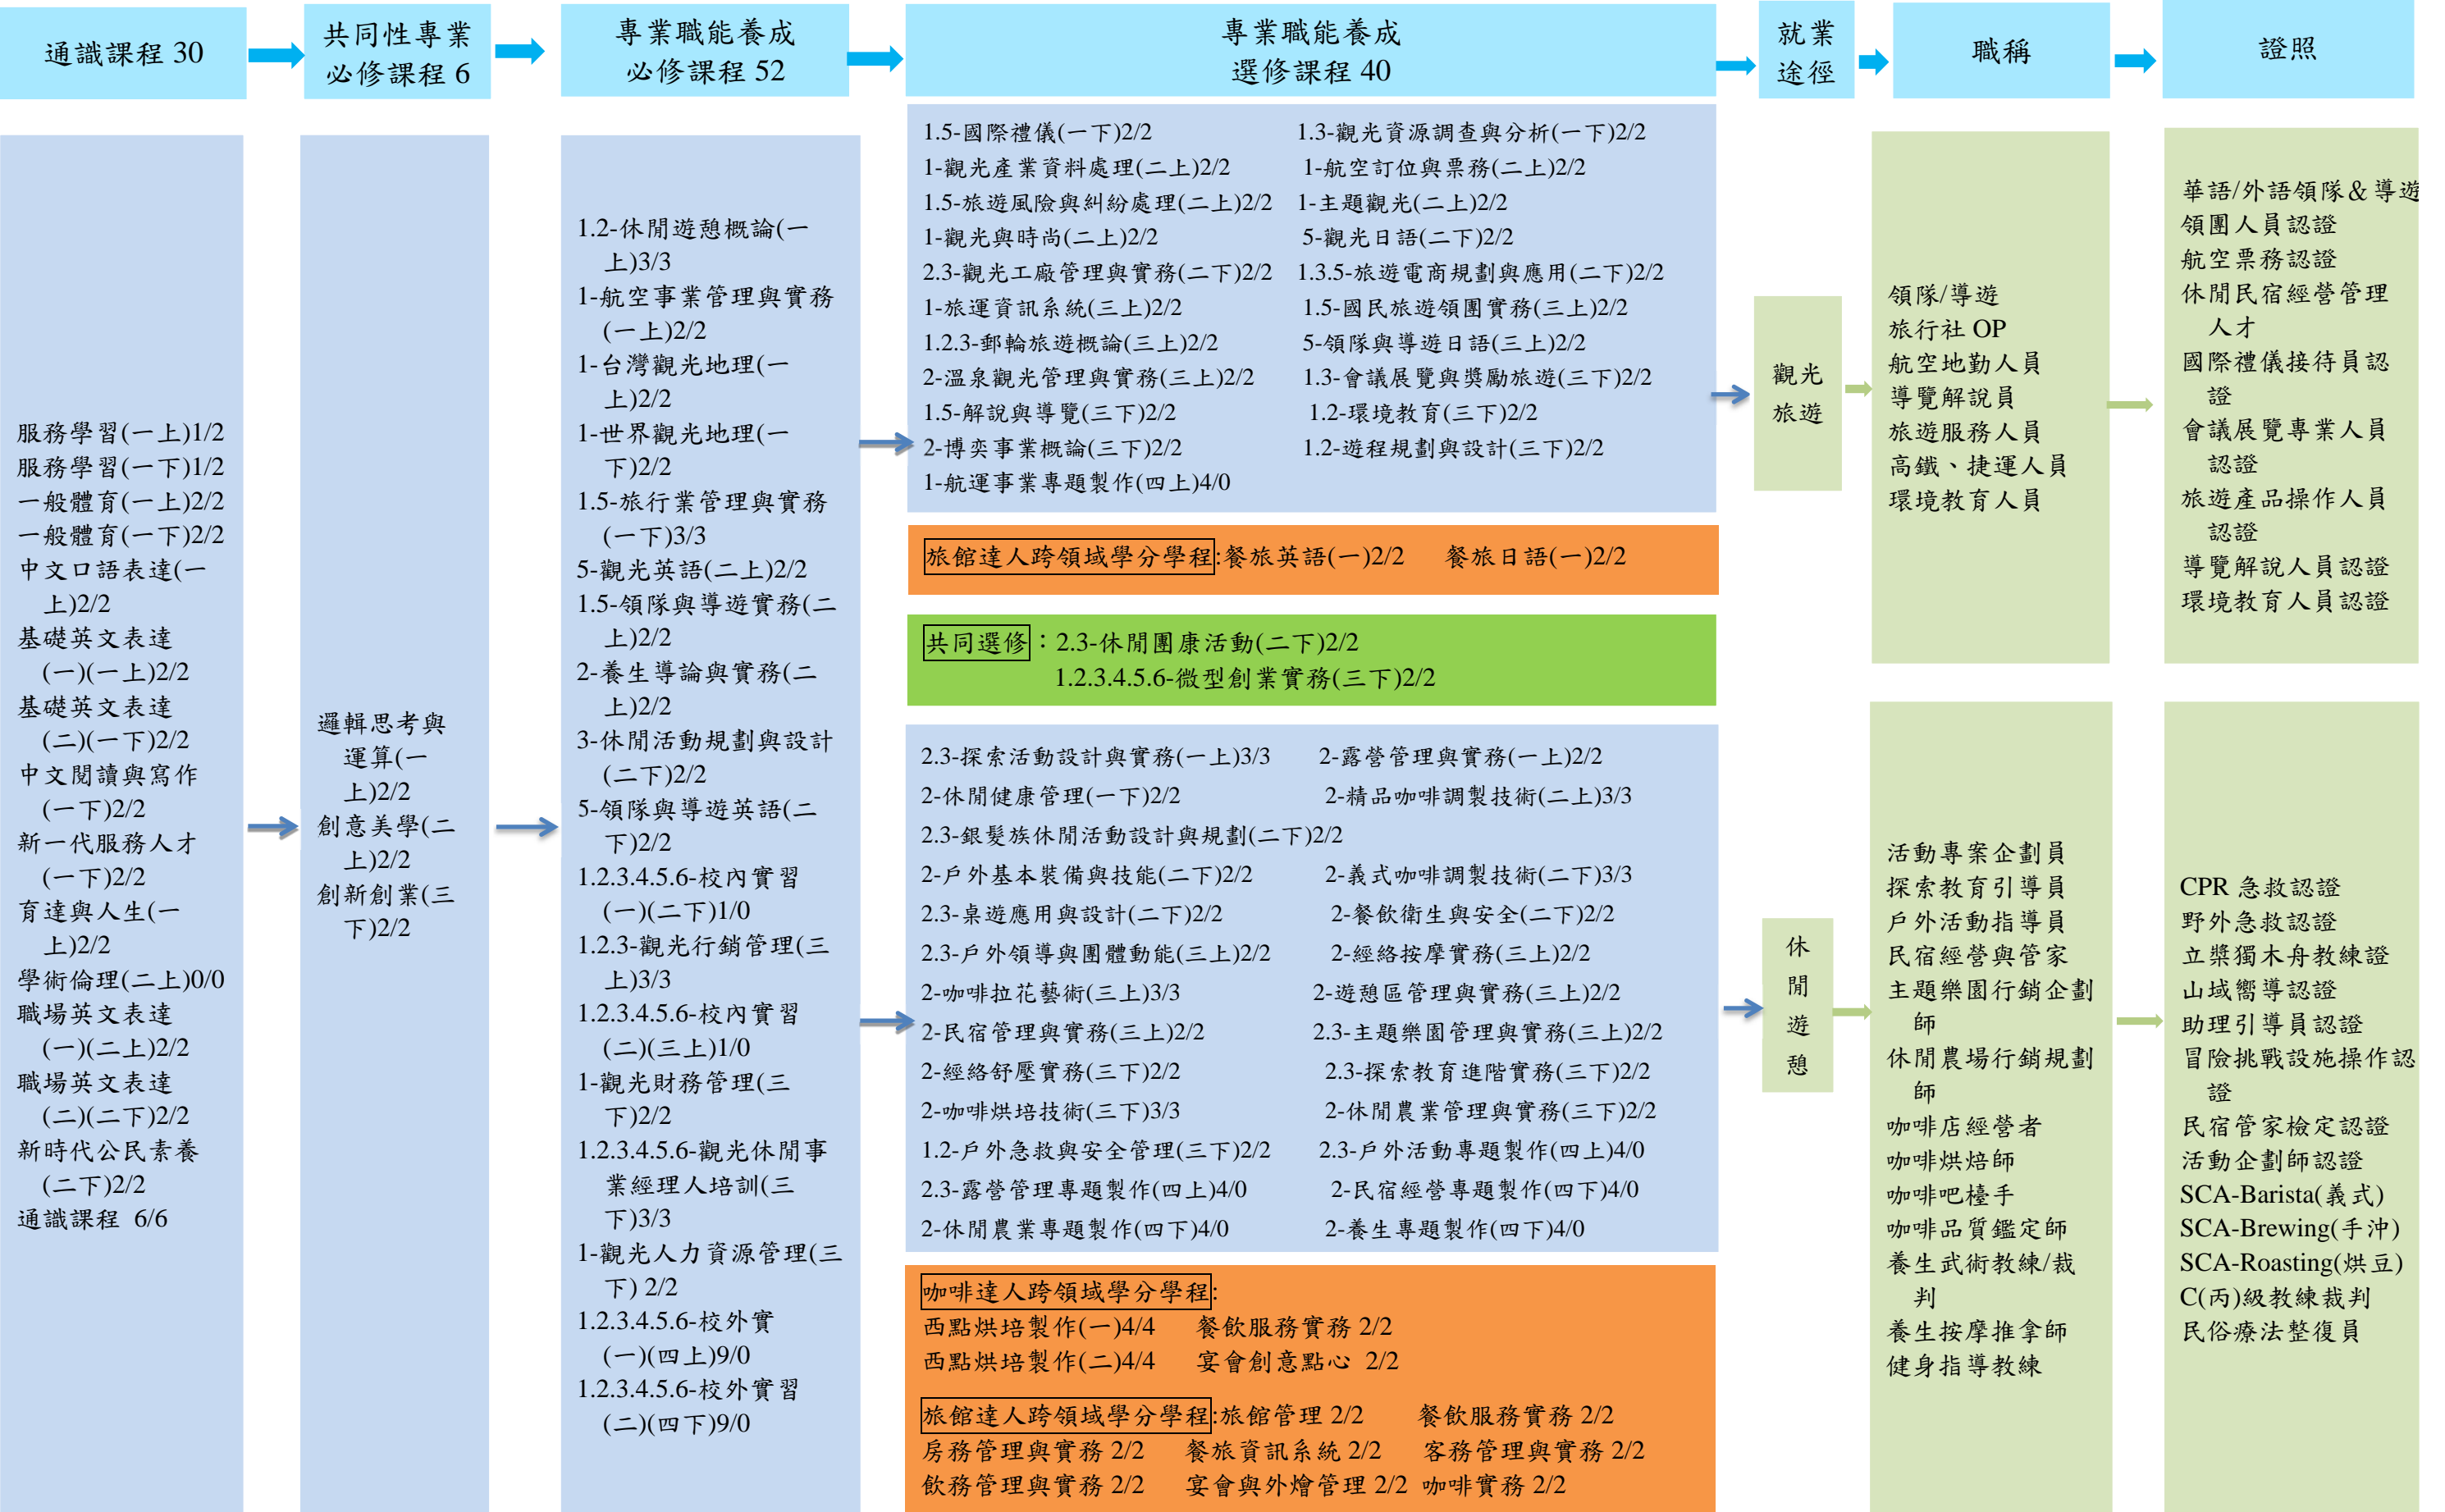 通識課程 30
共同性專業
必修課程 6
專業職能養成
必修課程 52
專業職能養成
選修課程 40
就業
途徑
職稱
證照
服務學習(一上)1/2
服務學習(一下)1/2
一般體育(一上)2/2
一般體育(一下)2/2
中文口語表達(一
上)2/2
基礎英文表達
(一)(一上)2/2
基礎英文表達
(二)(一下)2/2
中文閱讀與寫作
(一下)2/2
新一代服務人才
(一下)2/2
育達與人生(一
上)2/2
學術倫理(二上)0/0
職場英文表達
(一)(二上)2/2
職場英文表達
(二)(二下)2/2
新時代公民素養
(二下)2/2
通識課程 6/6
邏輯思考與
運算(一
上)2/2
創意美學(二
上)2/2
創新創業(三
下)2/2
1.2-休閒遊憩概論(一
上)3/3
1-航空事業管理與實務
(一上)2/2
1-台灣觀光地理(一
上)2/2
1-世界觀光地理(一
下)2/2
1.5-旅行業管理與實務
(一下)3/3
5-觀光英語(二上)2/2
1.5-領隊與導遊實務(二
上)2/2
2-養生導論與實務(二
上)2/2
3-休閒活動規劃與設計
(二下)2/2
5-領隊與導遊英語(二
下)2/2
1.2.3.4.5.6-校內實習
(一)(二下)1/0
1.2.3-觀光行銷管理(三
上)3/3
1.2.3.4.5.6-校內實習
(二)(三上)1/0
1-觀光財務管理(三
下)2/2
1.2.3.4.5.6-觀光休閒事
業經理人培訓(三
下)3/3
1-觀光人力資源管理(三
下) 2/2
1.2.3.4.5.6-校外實
(一)(四上)9/0
1.2.3.4.5.6-校外實習
(二)(四下)9/0
1.5-國際禮儀(一下)2/2 1.3-觀光資源調查與分析(一下)2/2
1-觀光產業資料處理(二上)2/2 1-航空訂位與票務(二上)2/2
1.5-旅遊風險與糾紛處理(二上)2/2 1-主題觀光(二上)2/2
1-觀光與時尚(二上)2/2 5-觀光日語(二下)2/2
2.3-觀光工廠管理與實務(二下)2/2 1.3.5-旅遊電商規劃與應用(二下)2/2
1-旅運資訊系統(三上)2/2 1.5-國民旅遊領團實務(三上)2/2
1.2.3-郵輪旅遊概論(三上)2/2 5-領隊與導遊日語(三上)2/2
2-溫泉觀光管理與實務(三上)2/2 1.3-會議展覽與獎勵旅遊(三下)2/2
1.5-解說與導覽(三下)2/2 1.2-環境教育(三下)2/2
2-博奕事業概論(三下)2/2 1.2-遊程規劃與設計(三下)2/2
1-航運事業專題製作(四上)4/0
旅館達人跨領域學分學程:餐旅英語(一)2/2 餐旅日語(一)2/2
共同選修：2.3-休閒團康活動(二下)2/2
1.2.3.4.5.6-微型創業實務(三下)2/2
2.3-探索活動設計與實務(一上)3/3 2-露營管理與實務(一上)2/2
2-休閒健康管理(一下)2/2 2-精品咖啡調製技術(二上)3/3
2.3-銀髮族休閒活動設計與規劃(二下)2/2
2-戶外基本裝備與技能(二下)2/2 2-義式咖啡調製技術(二下)3/3
2.3-桌遊應用與設計(二下)2/2 2-餐飲衛生與安全(二下)2/2
2.3-戶外領導與團體動能(三上)2/2 2-經絡按摩實務(三上)2/2
2-咖啡拉花藝術(三上)3/3 2-遊憩區管理與實務(三上)2/2
2-民宿管理與實務(三上)2/2 2.3-主題樂園管理與實務(三上)2/2
2-經絡舒壓實務(三下)2/2 2.3-探索教育進階實務(三下)2/2
2-咖啡烘培技術(三下)3/3 2-休閒農業管理與實務(三下)2/2
1.2-戶外急救與安全管理(三下)2/2 2.3-戶外活動專題製作(四上)4/0
2.3-露營管理專題製作(四上)4/0 2-民宿經營專題製作(四下)4/0
2-休閒農業專題製作(四下)4/0 2-養生專題製作(四下)4/0
咖啡達人跨領域學分學程:
西點烘培製作(一)4/4 餐飲服務實務 2/2
西點烘培製作(二)4/4 宴會創意點心 2/2
旅館達人跨領域學分學程:旅館管理 2/2 餐飲服務實務 2/2
房務管理與實務 2/2 餐旅資訊系統 2/2 客務管理與實務 2/2
飲務管理與實務 2/2 宴會與外燴管理 2/2 咖啡實務 2/2
觀光
旅遊
領隊/導遊
旅行社 OP
航空地勤人員
導覽解說員
旅遊服務人員
高鐵、捷運人員
環境教育人員
華語/外語領隊＆導遊
領團人員認證
航空票務認證
休閒民宿經營管理
人才
國際禮儀接待員認
證
會議展覽專業人員
認證
旅遊產品操作人員
認證
導覽解說人員認證
環境教育人員認證
休
閒
遊
憩
活動專案企劃員
探索教育引導員
戶外活動指導員
民宿經營與管家
主題樂園行銷企劃
師
休閒農場行銷規劃
師
咖啡店經營者
咖啡烘焙師
咖啡吧檯手
咖啡品質鑑定師
養生武術教練/裁
判
養生按摩推拿師
健身指導教練
CPR 急救認證
野外急救認證
立槳獨木舟教練證
山域嚮導認證
助理引導員認證
冒險挑戰設施操作認
證
民宿管家檢定認證
活動企劃師認證
SCA-Barista(義式)
SCA-Brewing(手沖)
SCA-Roasting(烘豆)
C(丙)級教練裁判
民俗療法整復員